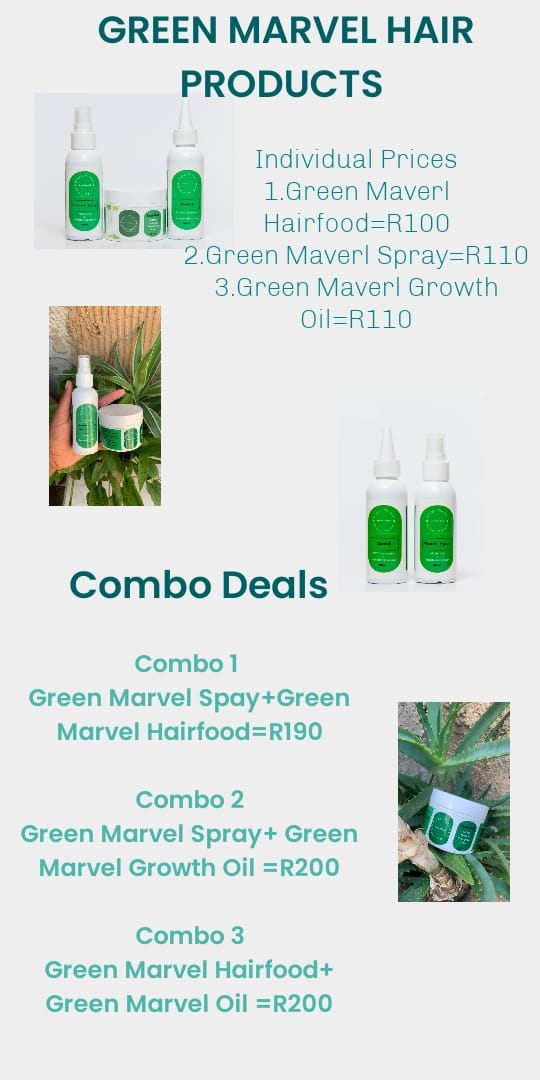 GREEN MARVEL HAIR
PRODUCTS
Individual Prices
1.Green Maverl
Hairfood=R100
2.Green Maverl Spray=R110
3.Green Maverl Growth
Oil=R110
Combo Deals
Combo 1
Green Marvel Spay+Green
Marvel Hairfood=R190
Combo 2
Green Marvel Spray+ Green
Marvel Growth Oil =R200
Combo 3
Green Marvel Hairfood+
Green Marvel Oil =R200